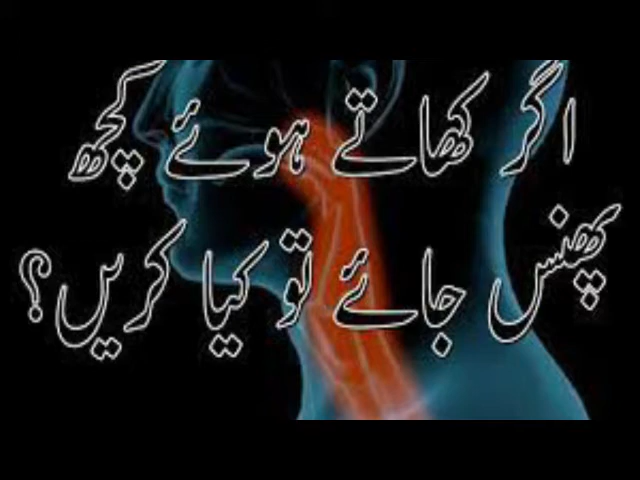 اگر کھاتے ہوئے کچھ
پھنس جائے تو کیا کریں؟